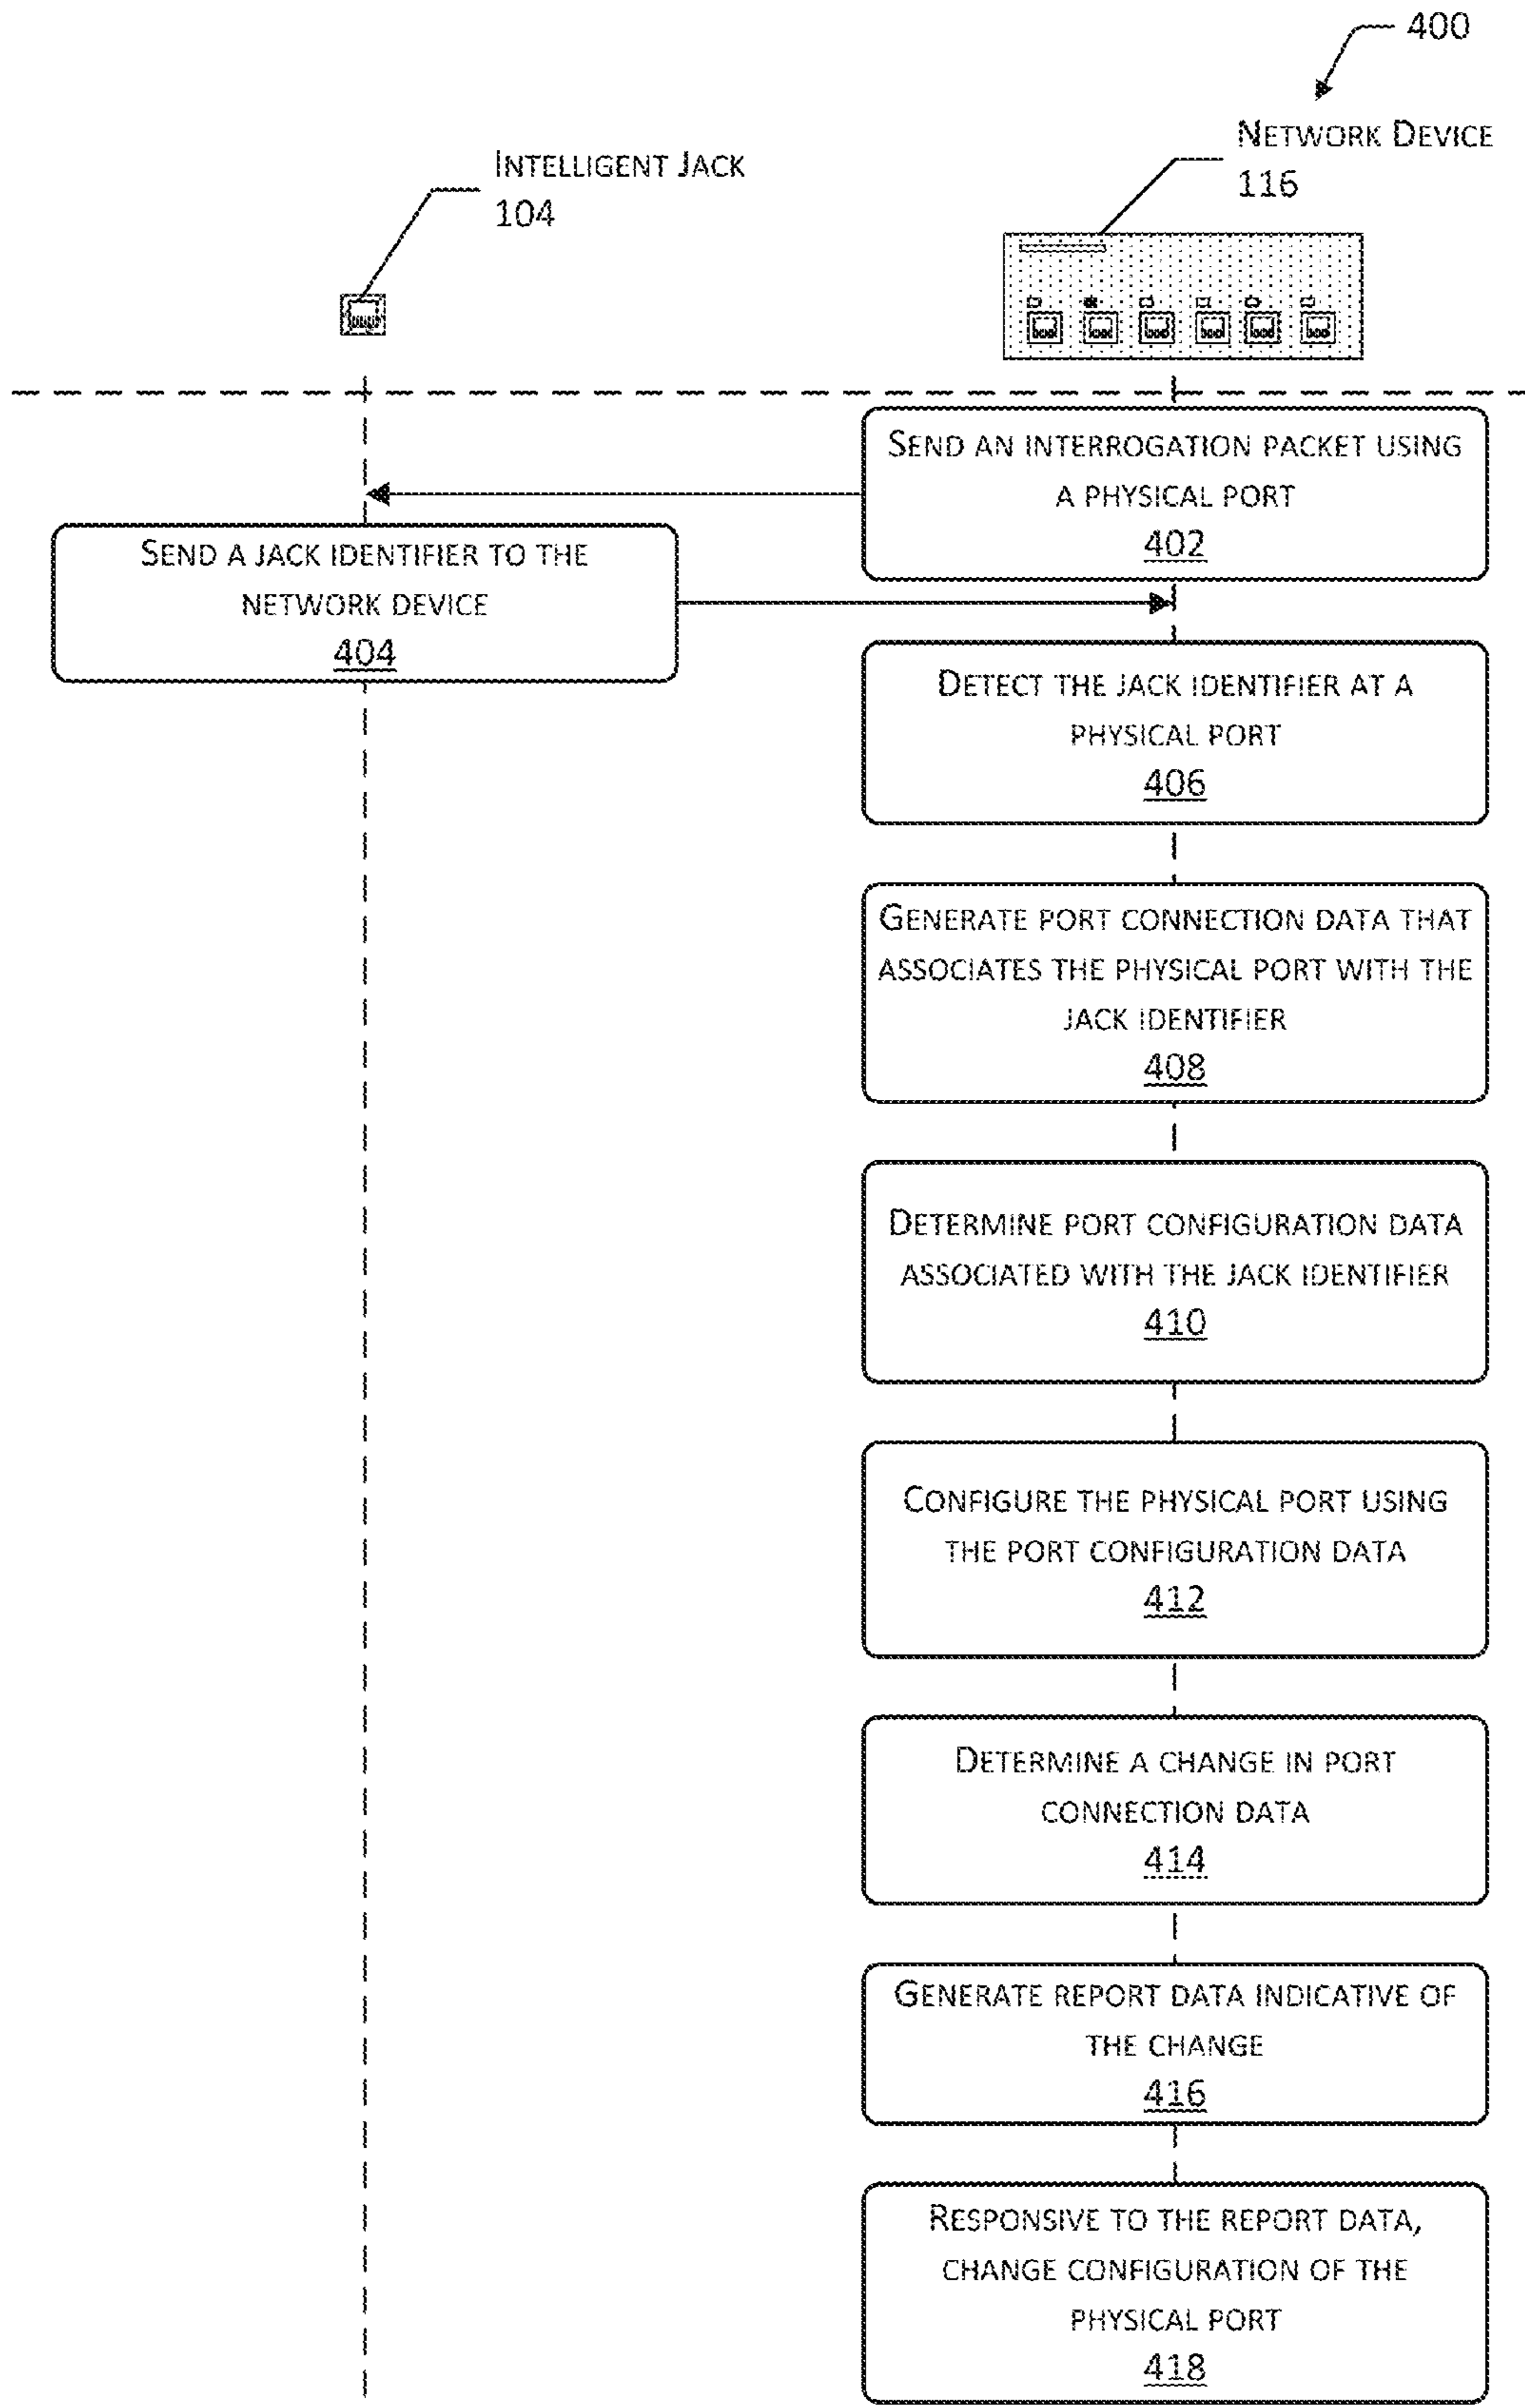 400
NETWORK DEVICE
116
INTELLIGENT JACK
104
SEND AN INTERROGATION PACKET USING
A PHYSICAL PORT
402
SEND A JACK IDENTIFIER TO THE
NETWORK DEVICE
404
DETECT THE JACK IDENTIFIER AT A
PHYSICAL PORT
406
GENERATE PORT CONNECTION DATA THAT
ASSOCIATES THE PHYSICAL PORT WITH THE
JACK IDENTIFIER
408
DETERMINE PORT CONFIGURATION DATA
ASSOCIATED WITH THE JACK IDENTIFIER
410
CONFIGURE THE PHYSICAL PORT USING
THE PORT CONFIGURATION DATA
412
DETERMINE A CHANGE IN PORT
CONNECTION DATA
414
GENERATE REPORT DATA INDICATIVE OF
THE CHANGE
416
RESPONSIVE TO THE REPORT DATA,
CHANGE CONFIGURATION OF THE
PHYSICAL PORT
418